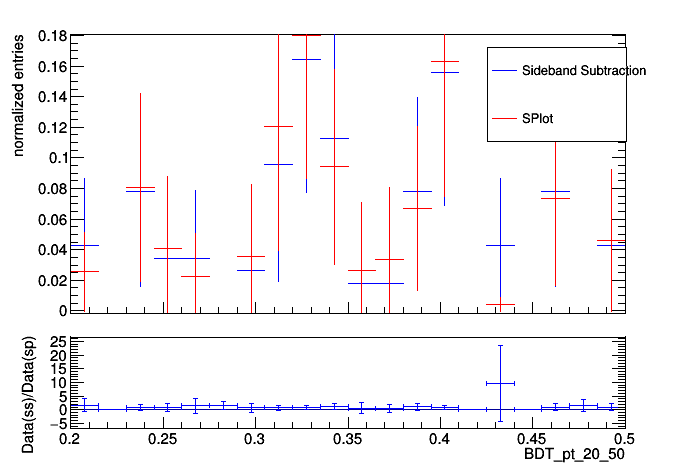 normalized entries
0.18
0.16
0.14
0.12
0.1
0.08
0.06
0.04
0.02
0
Sideband Subtraction
SPlot
Data(ss)/Data(sp)
25
20
15
10
5
0
−5
0.2 0.25 0.3 0.35 0.4 0.45 0.5
BDT_pt_20_50